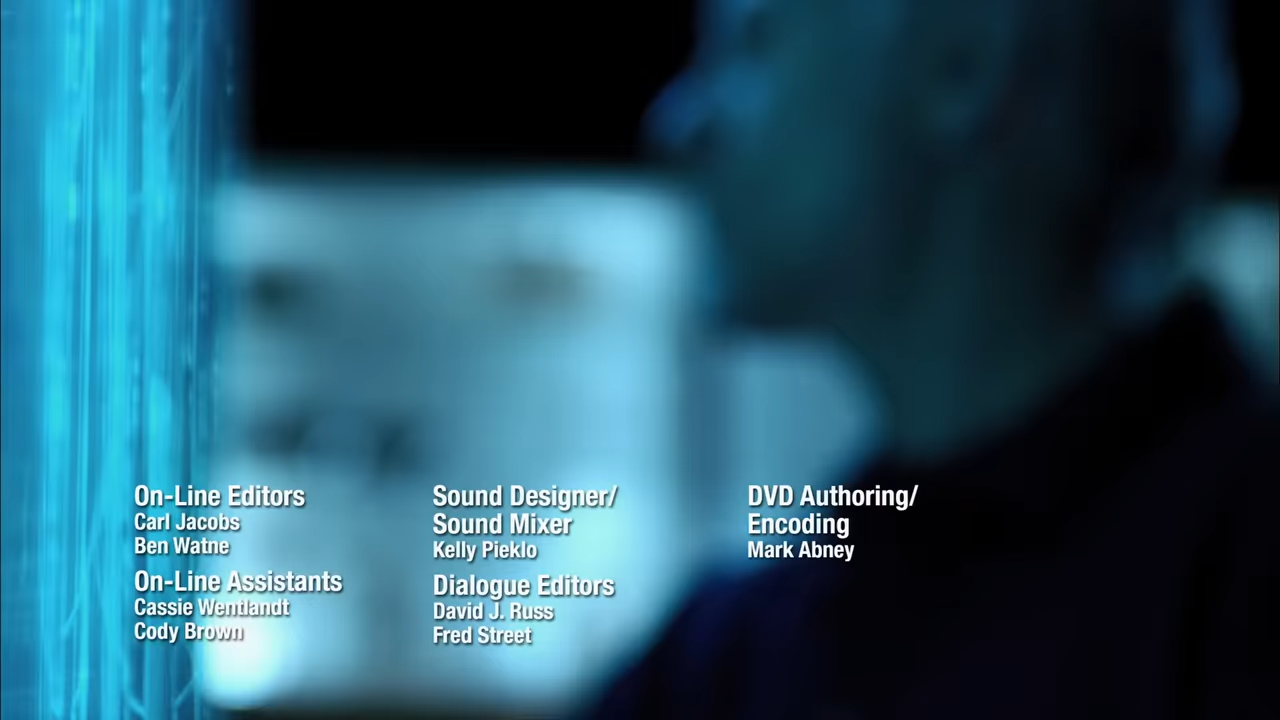 On-Line Editors
Carl Jacobs
Ben Watne
On-Line Assistants
Cassie Wentlandt
Cody Brown
Sound Designer/
Sound Mixer
Kelly Pieklo
Dialogue Editors
David J. Russ
Fred Street
DVD Authoring/
Encoding
Mark Abney